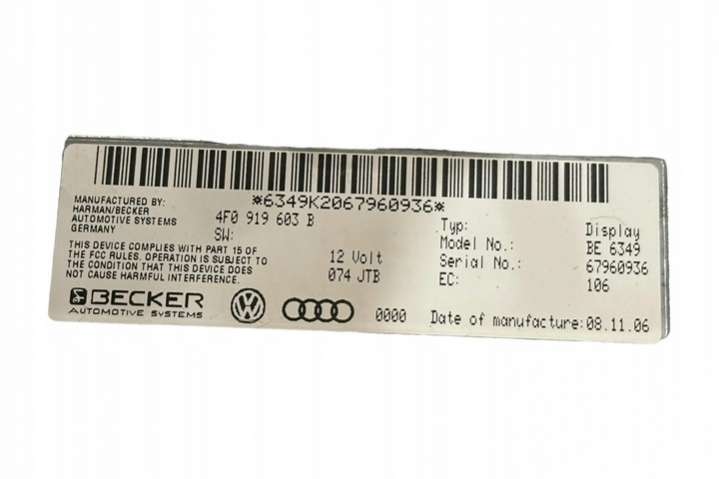 *6349K2067960936*
MANUFACTURED BY:
HARMAN/BECKER
AUTOMOTIVE SYSTEMS
GERMANY
4F0 919 603 B
SW:
THIS DEVICE COMPLIES WITH PART 15 OF
THE FCC RULES. OPERATION IS SUBJECT TO
THE CONDITION THAT THIS DEVICE DOES
NOT CAUSE HARMFUL INTERFERENCE.
12 Volt
074 JTB
Typ: Display
Model No.: BE 6349
Serial No.: 67960936
EC: 106
BECKER
AUTOMOTIVE SYSTEMS
VW
0000
Date of manufacture:08.11.06